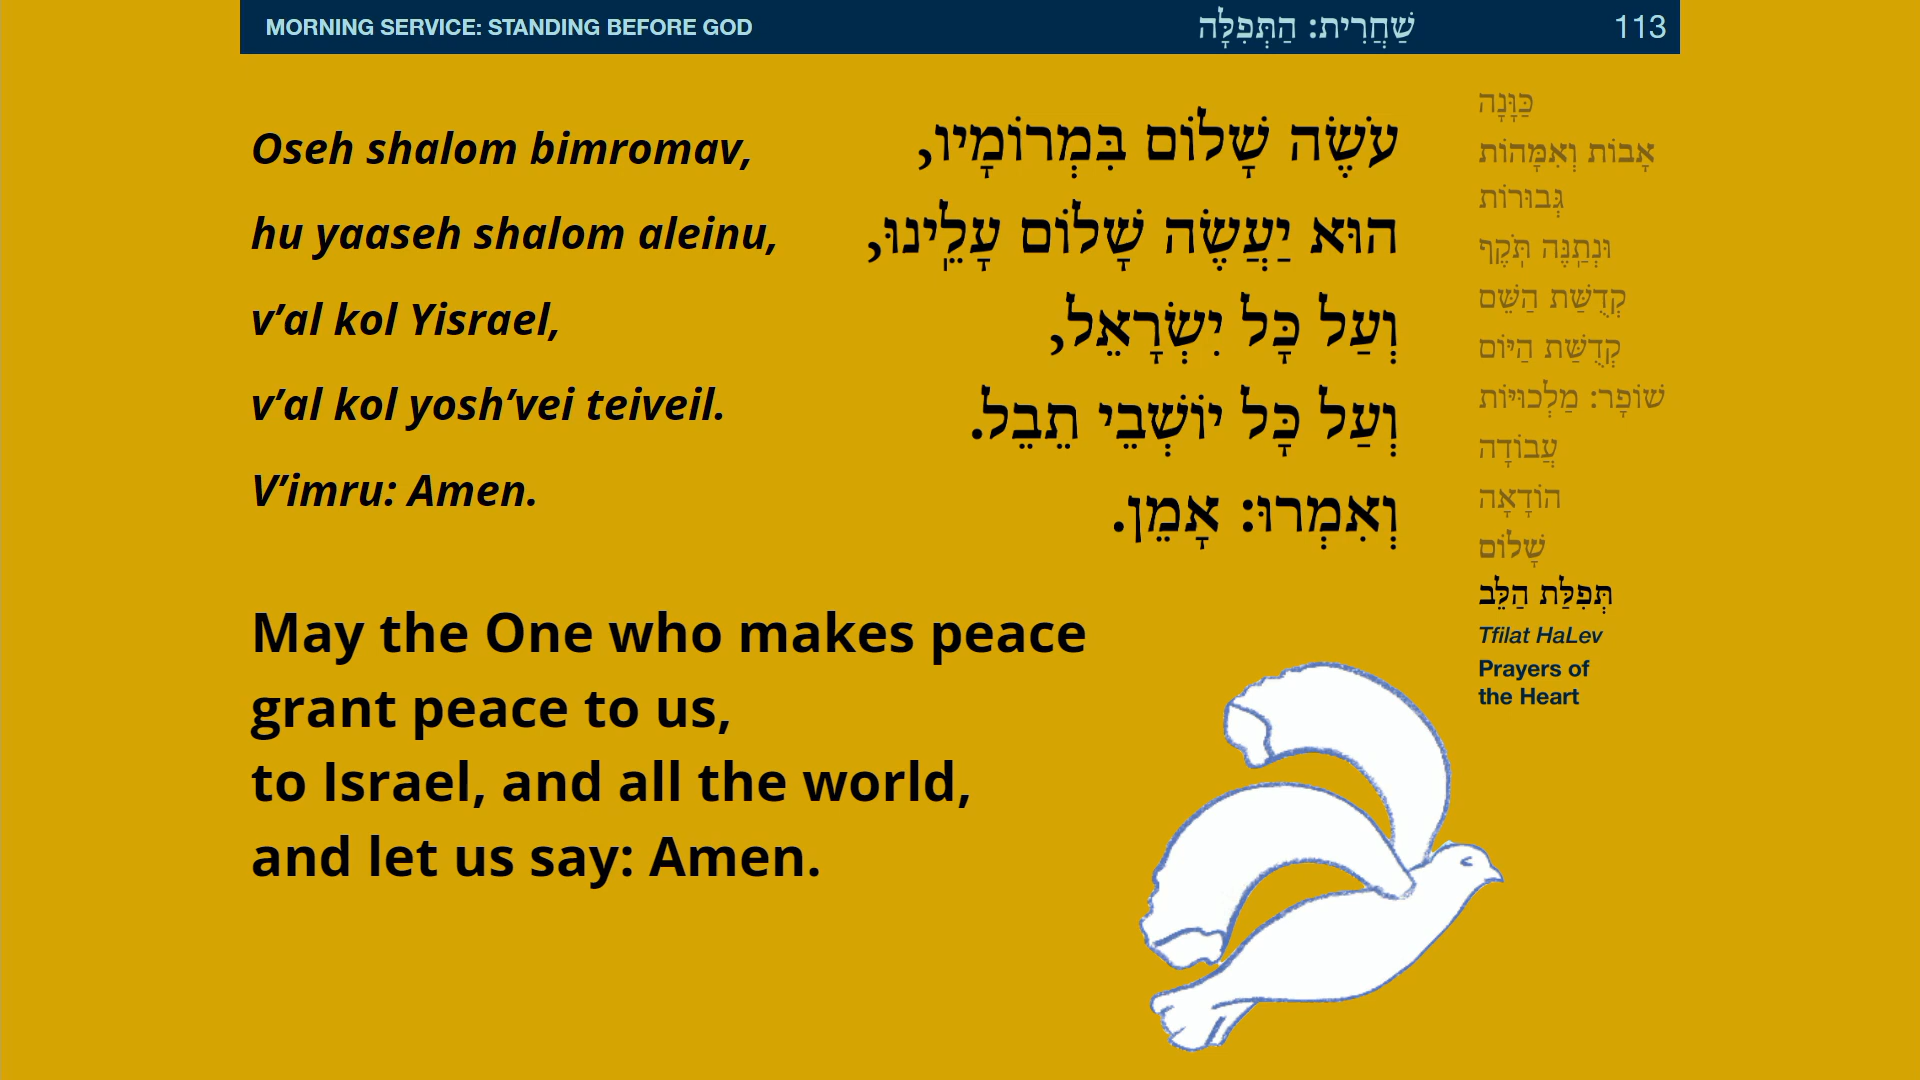 MORNING SERVICE: STANDING BEFORE GOD
שַׁחֲרִית: הַתְּפִלָּה
113
Oseh shalom bimromav,
hu yaaseh shalom aleinu,
v’al kol Yisrael,
v’al kol yosh’vei teiveil.
V’imru: Amen.
עֹשֶׂה שָׁלוֹם בִּמְרוֹמָיו,
הוּא יַעֲשֶׂה שָׁלוֹם עָלֵֽינוּ,
וְעַל כׇּל יִשְׂרָאֵל,
וְעַל כׇּל יוֹשְׁבֵי תֵבֵל.
וְאִמְרוּ: אָמֵן.
May the One who makes peace
grant peace to us,
to Israel, and all the world,
and let us say: Amen.
כַּוָּנָה
אָבוֹת וְאִמָּהוֹת
גְּבוּרוֹת
וּנְתַנֶּה תֹּֽקֶף
קְדֻשַּׁת הַשֵּׁם
קְדֻשַּׁת הַיּוֹם
שׁוֹפָר: מַלְכוּיּוֹת
עֲבוֹדָה
הוֹדָאָה
שָׁלוֹם
תְּפִלַּת הַלֵּב
Tfilat HaLev
Prayers of
the Heart